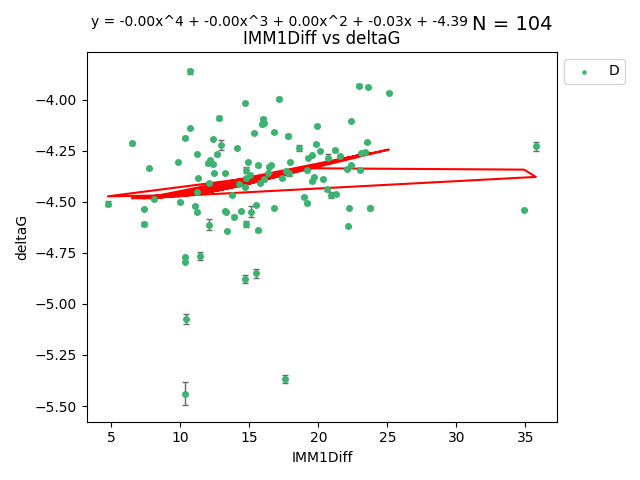 y = -0.00x^4 + -0.00x^3 + 0.00x^2 + -0.03x + -4.39 N = 104
IMM1Diff vs deltaG
D
−4.00
−4.25
−4.50
−4.75
−5.00
−5.25
−5.50
deltaG
5 10 15 20 25 30 35
IMM1Diff